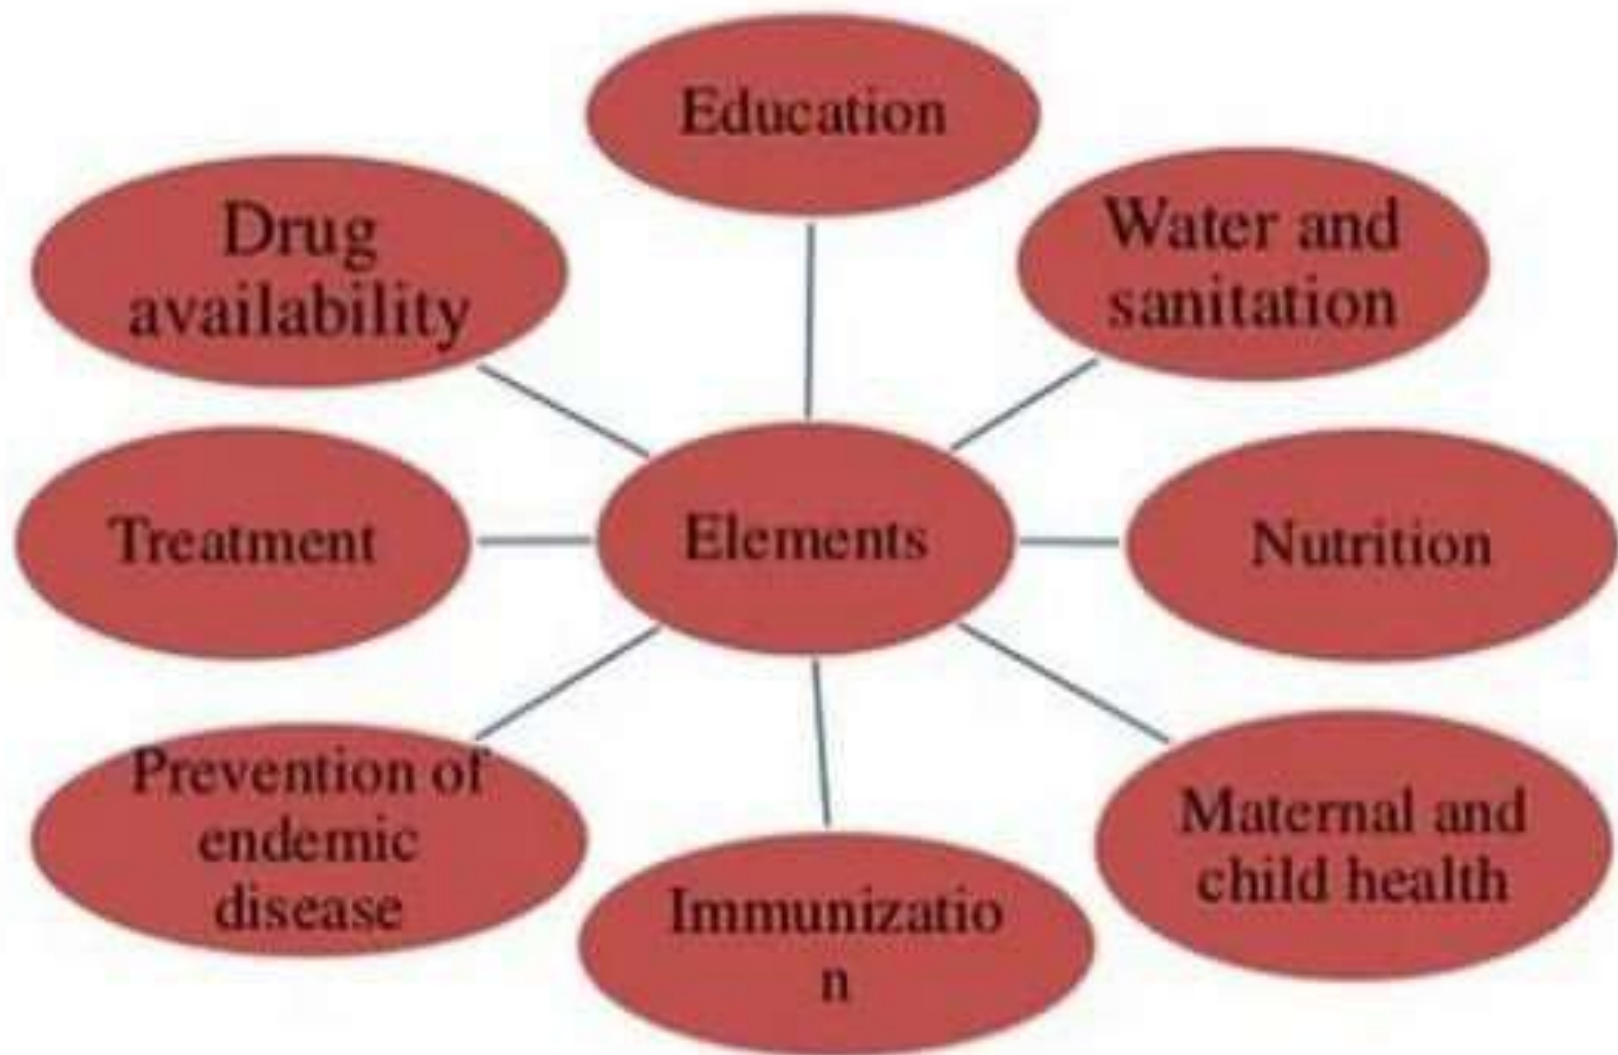 Education
Drug
availability
Water and
sanitation
Treatment
Elements
Nutrition
Prevention of
endemic
disease
Immunizatio
n
Maternal and
child health